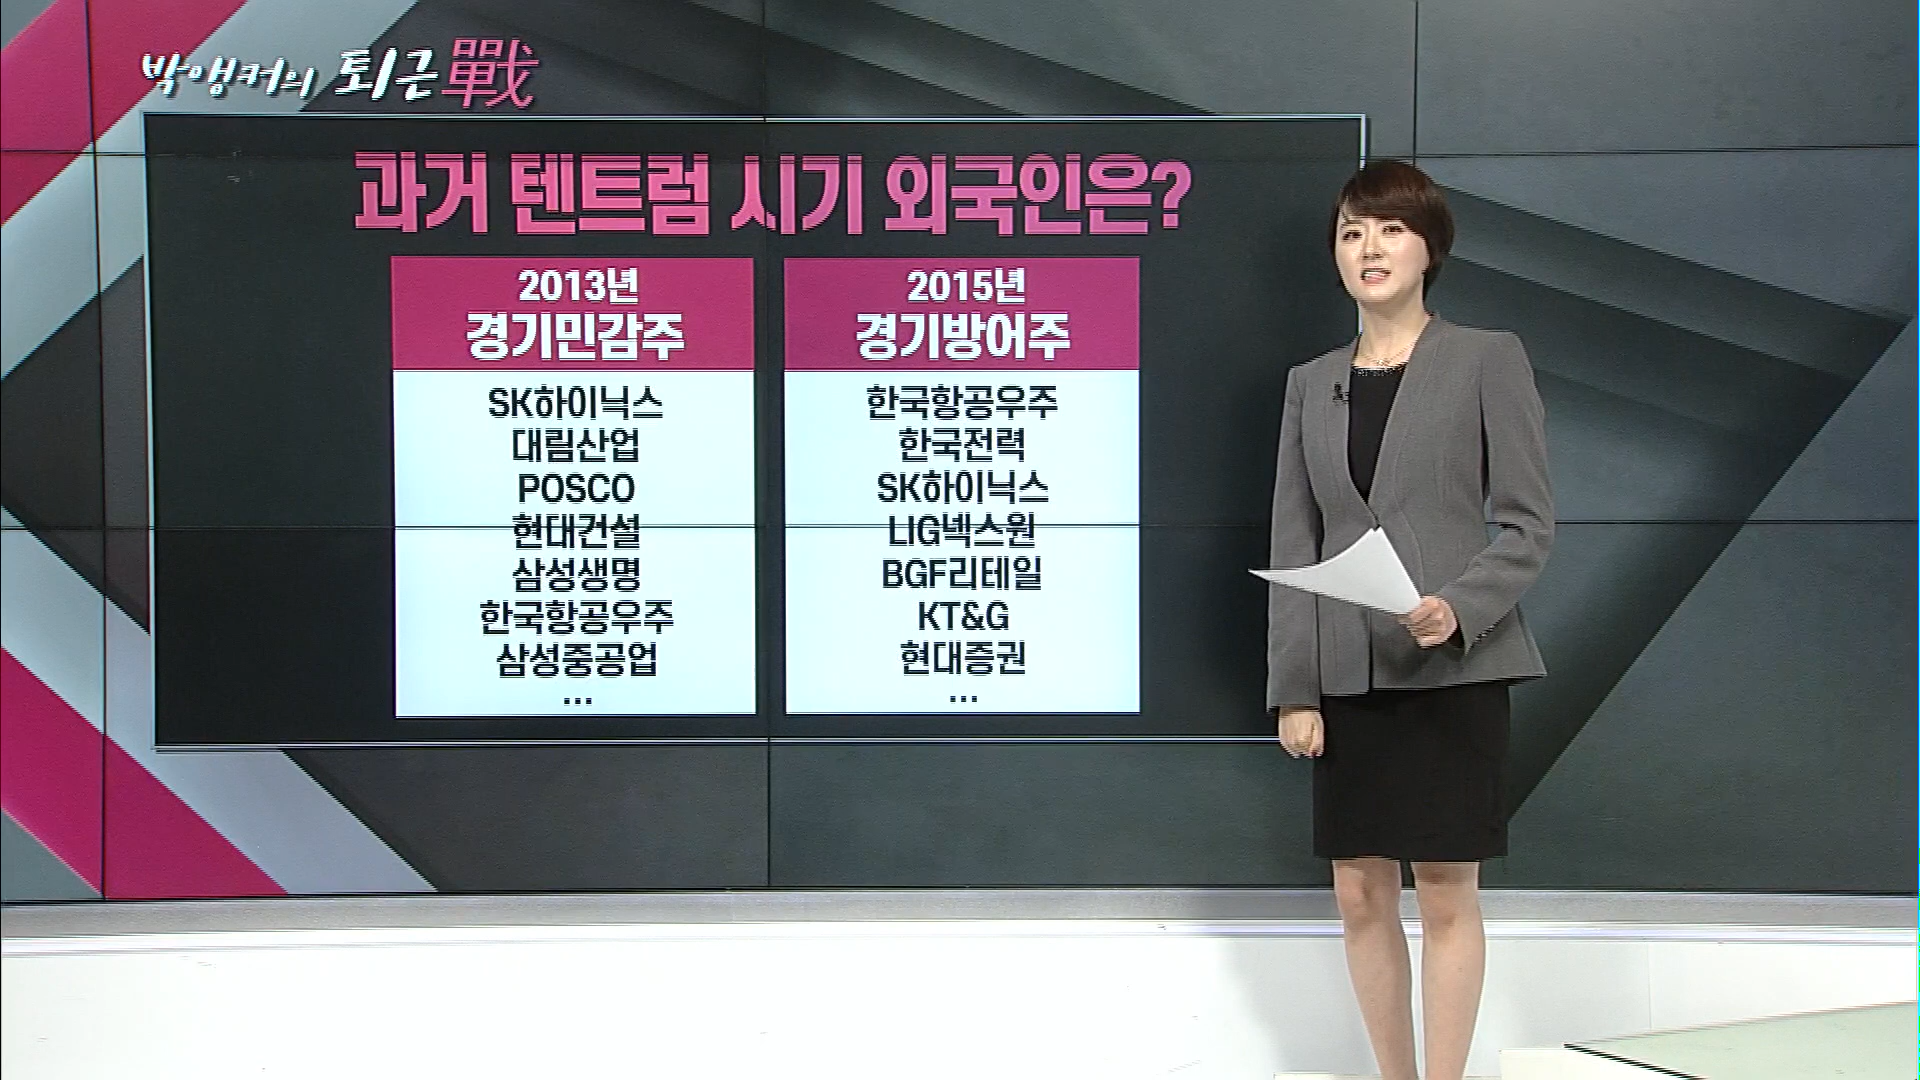 박앵커의 퇴근戰
과거 텐트럼 시기 외국인은?
2013년
경기민감주
SK하이닉스
대림산업
POSCO
현대건설
삼성생명
한국항공우주
삼성중공업
...
2015년
경기방어주
한국항공우주
한국전력
SK하이닉스
LIG넥스원
BGF리테일
KT&G
현대증권
...